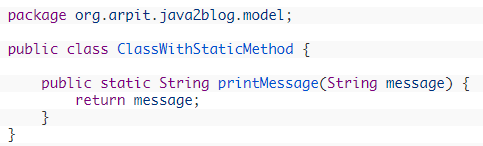 package org.arpit.java2blog.model;
public class ClassWithStaticMethod {
public static String printMessage(String message) {
return message;
}
}